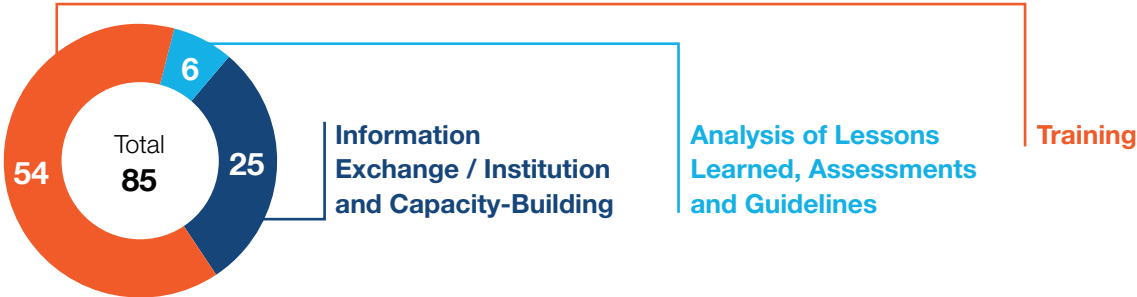 6
54
Total
85
25
Information
Exchange / Institution
and Capacity-Building
Analysis of Lessons
Learned, Assessments
and Guidelines
Training